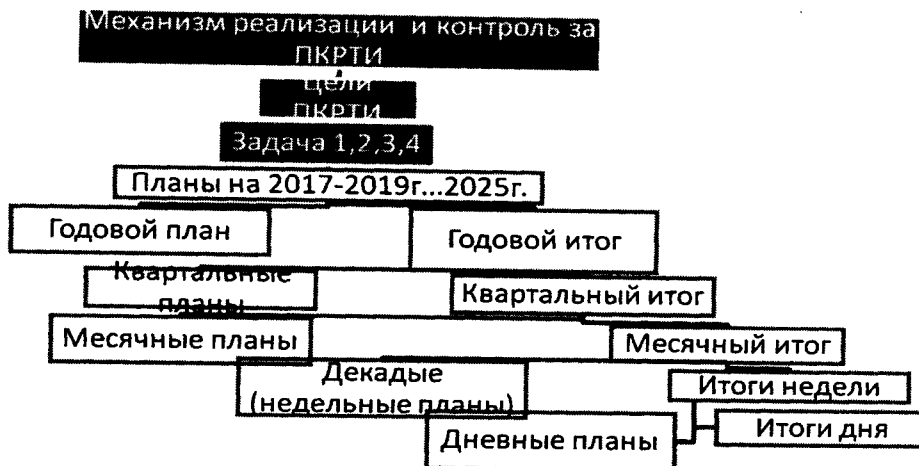 Механизм реализации и контроль за
ПКРТИ
Цели
ПКРТИ
Задача 1,2,3,4
Планы на 2017-2019г...2025г.
Годовой план
Годовой итог
Квартальные
планы
Квартальный итог
Месячные планы
Месячный итог
Декадые
(недельные планы)
Итоги недели
Дневные планы
Итоги дня